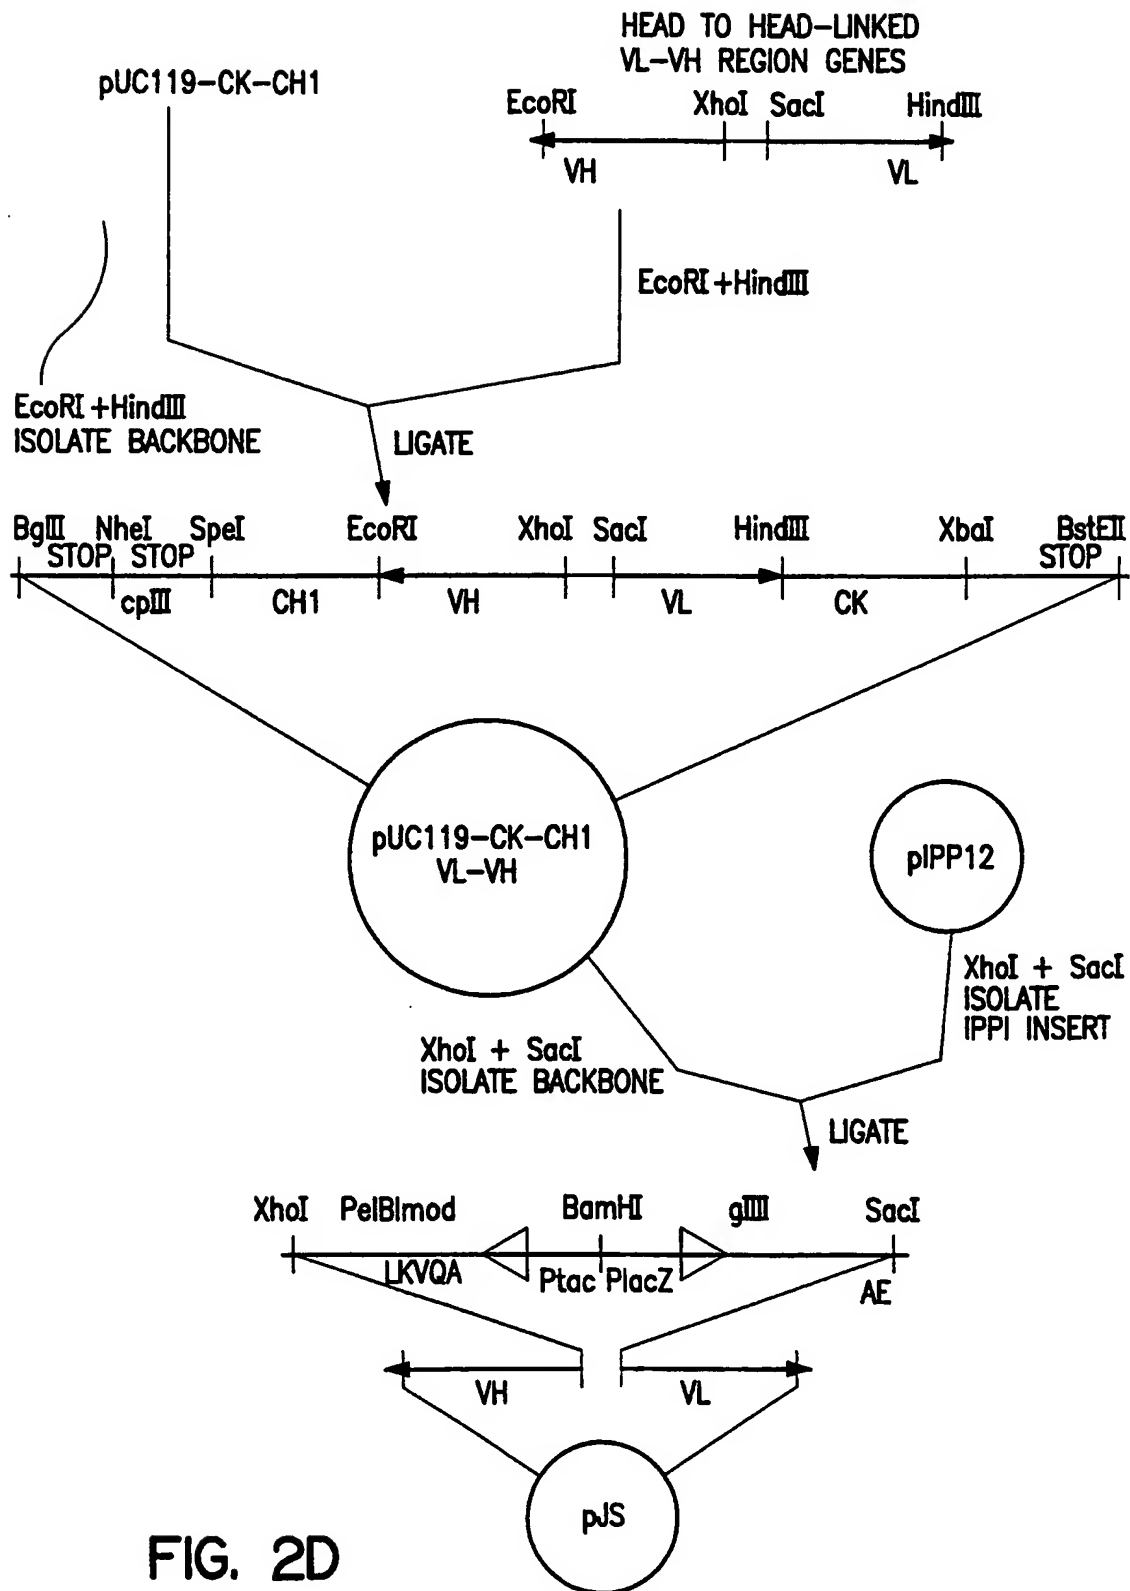 HEAD TO HEAD-LINKED
VL-VH REGION GENES
pUC119-CK-CH1
EcoRI XhoI SacI HindIII
VH VL
EcoRI+HindIII
EcoRI+HindIII
ISOLATE BACKBONE
LIGATE
BglII NheI SpeI EcoRI XhoI SacI HindIII XbaI BstEII
STOP STOP STOP
cpIII CH1 VH VL CK
pUC119-CK-CH1
VL-VH
pIPP12
XhoI + SacI
ISOLATE
IPPI INSERT
XhoI + SacI
ISOLATE BACKBONE
LIGATE
XhoI PelBImod BamHI gIIII SacI
LKVQA Ptac PlacZ AE
VH VL
pJS
FIG. 2D